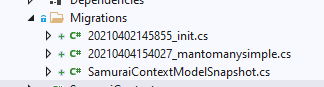 Dependencies
Migrations
C# 20210402145855_init.cs
C# 20210404154027_mantomanysimple.cs
C# SamuraiContextModelSnapshot.cs